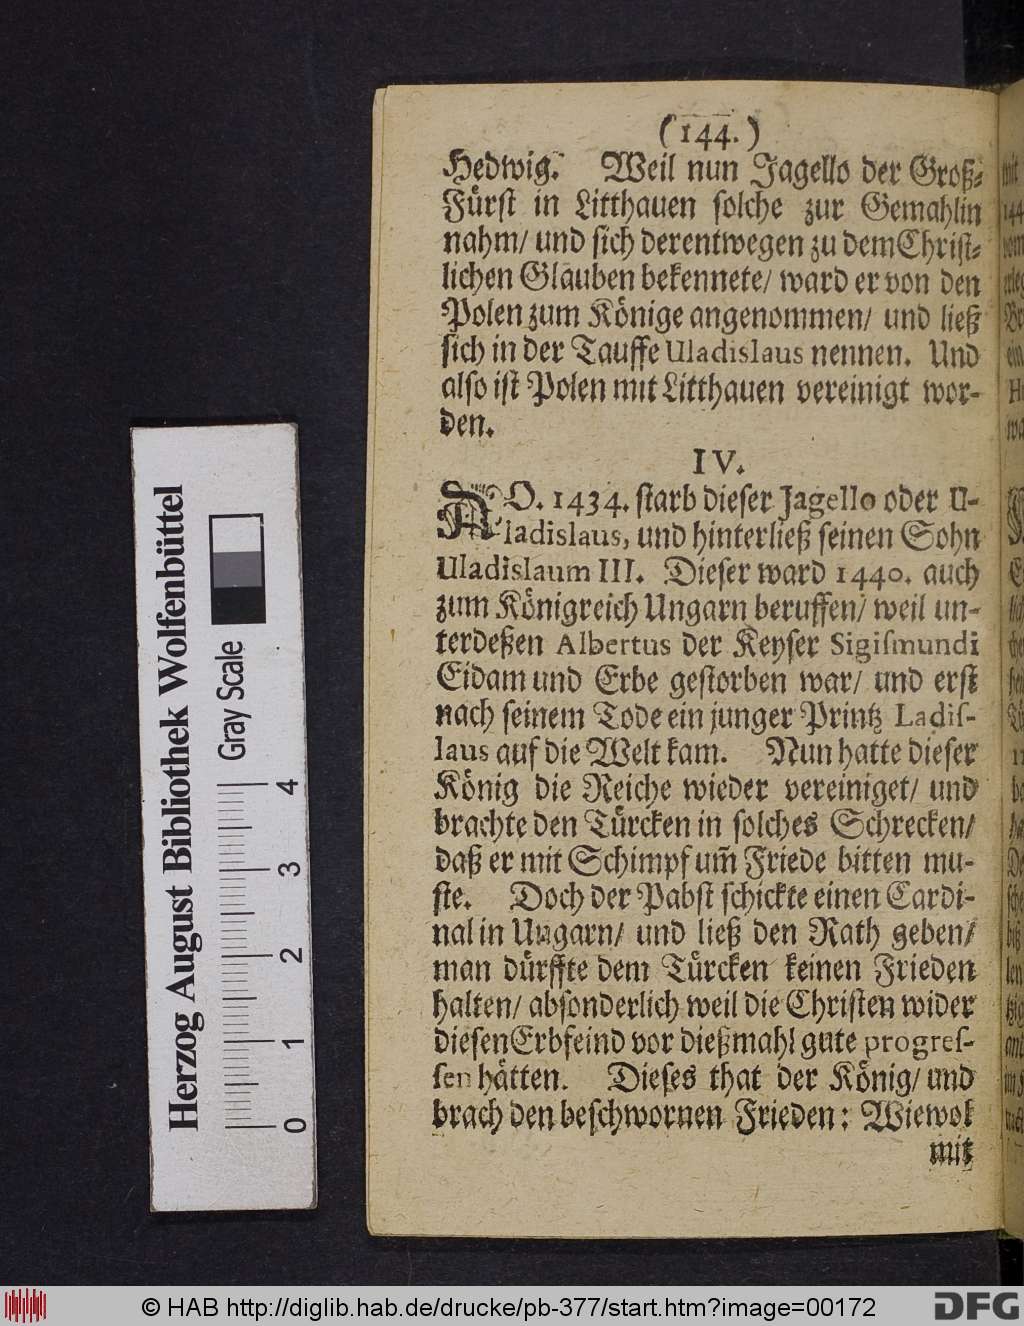 (144.)
Hedwig. Weil nun Jagello der Groß-
Fürst in Litthauen solche zur Gemahlin
nahm/ und sich derentwegen zu dem Christ-
lichen Glauben bekennete/ ward er von den
Polen zum Könige angenommen/ und ließ
sich in der Tauffe Uladislaus nennen. Und
also ist Polen mit Litthauen vereinigt wor-
den.
IV.
AO. 1434. starb dieser Jagello oder U-
ladislaus, und hinterließ seinen Sohn
Uladislaum III. Dieser ward 1440. auch
zum Königreich Ungarn beruffen/ weil un-
terdeßen Albertus der Keyser Sigiſmundi
Eidam und Erbe gestorben war/ und erst
nach seinem Tode ein junger Printz Ladiſ-
laus auf die Welt kam. Nun hatte dieser
König die Reiche wieder vereiniget/ und
brachte den Türcken in solches Schrecken/
daß er mit Schimpf um̃ Friede bitten mu-
ste. Doch der Pabst schickte einen Cardi-
nal in Ungarn/ und ließ den Rath geben/
man dürffte dem Türcken keinen Frieden
halten/ absonderlich weil die Christen wider
diesen Erbfeind vor dießmahl gute progreſ-
ſen hätten. Dieses that der König/ und
brach den beschwornen Frieden: Wiewol
mit
Herzog August Bibliothek Wolfenbüttel
Gray Scale
0 1 2 3 4
© HAB http://diglib.hab.de/drucke/pb-377/start.htm?image=00172
DFG